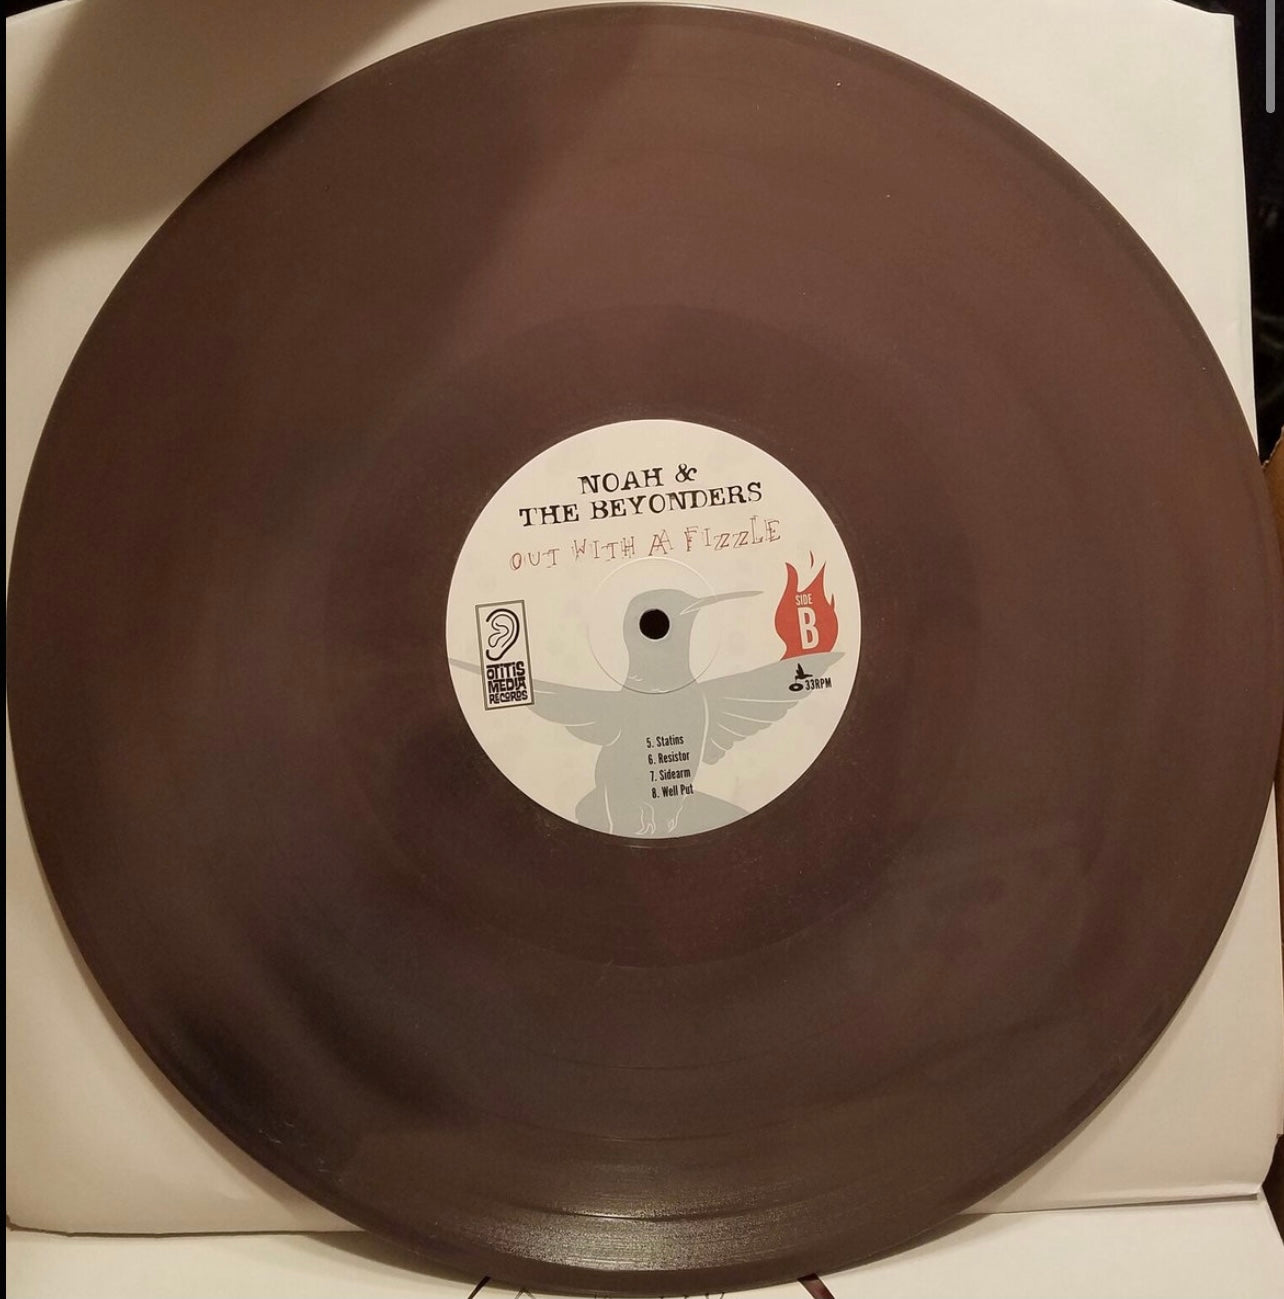 NOAH &
THE BEYONDERS
OUT WITH A FIZZLE
SIDE
B
33RPM
OTITIS
MEDIA
RECORDS
5. Statins
6. Resistor
7. Sidearm
8. Well Put